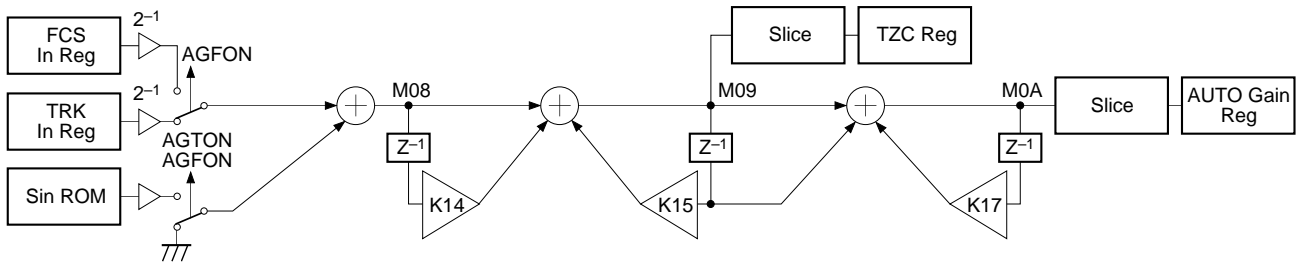 FCS
In Reg
2–1
AGFON
TRK
In Reg
2–1
AGTON
AGFON
Sin ROM
M08
Z–1
K14
Slice
TZC Reg
M09
Z–1
K15
M0A
Z–1
K17
Slice
AUTO Gain
Reg